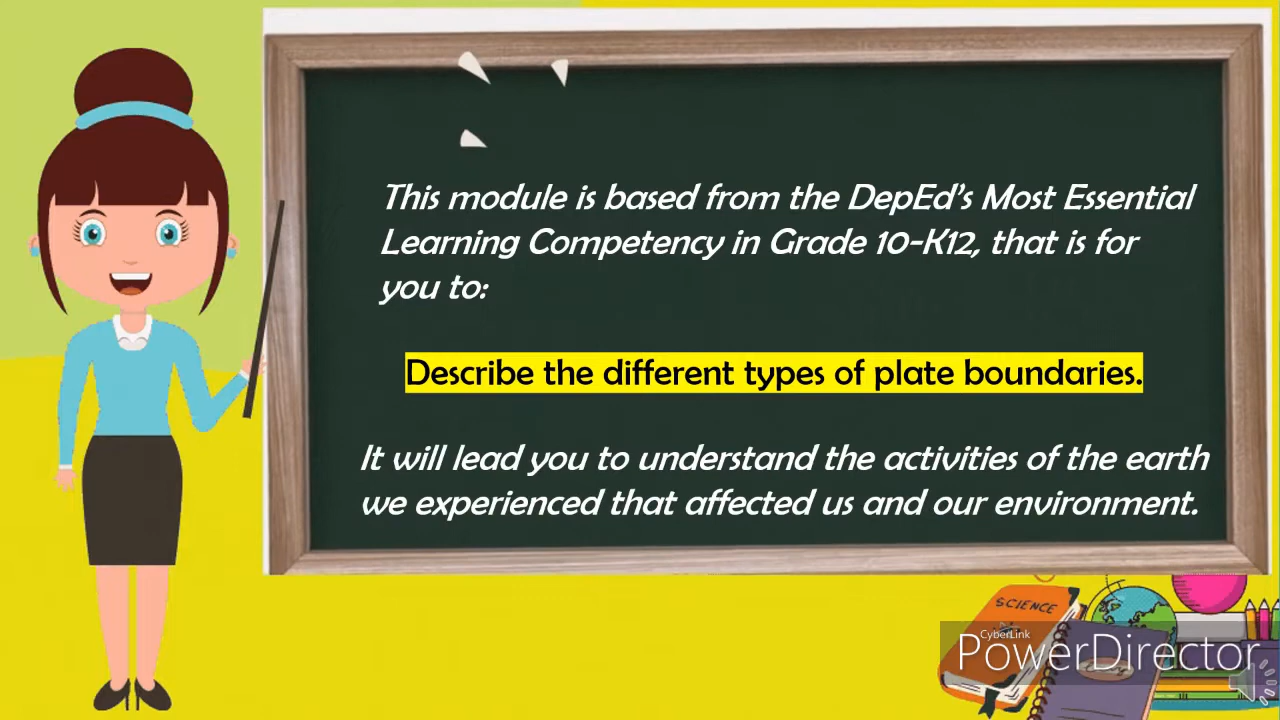 This module is based from the DepEd's Most Essential
Learning Competency in Grade 10-K12, that is for
you to:
Describe the different types of plate boundaries.
It will lead you to understand the activities of the earth
we experienced that affected us and our environment.
SCIENCE
CyberLink
PowerDirector